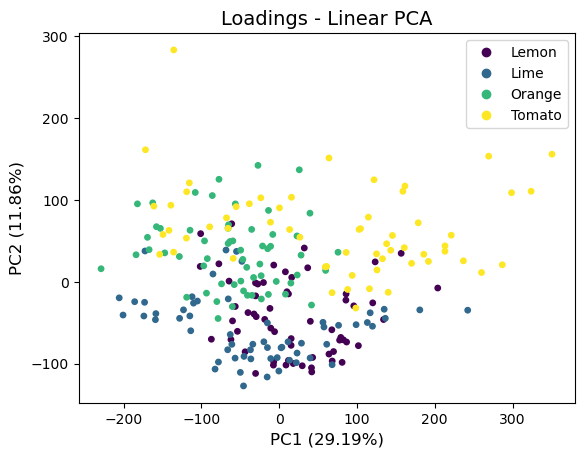 Loadings - Linear PCA
300
200
100
0
−100
PC2 (11.86%)
Lemon
Lime
Orange
Tomato
−200 −100 0 100 200 300
PC1 (29.19%)